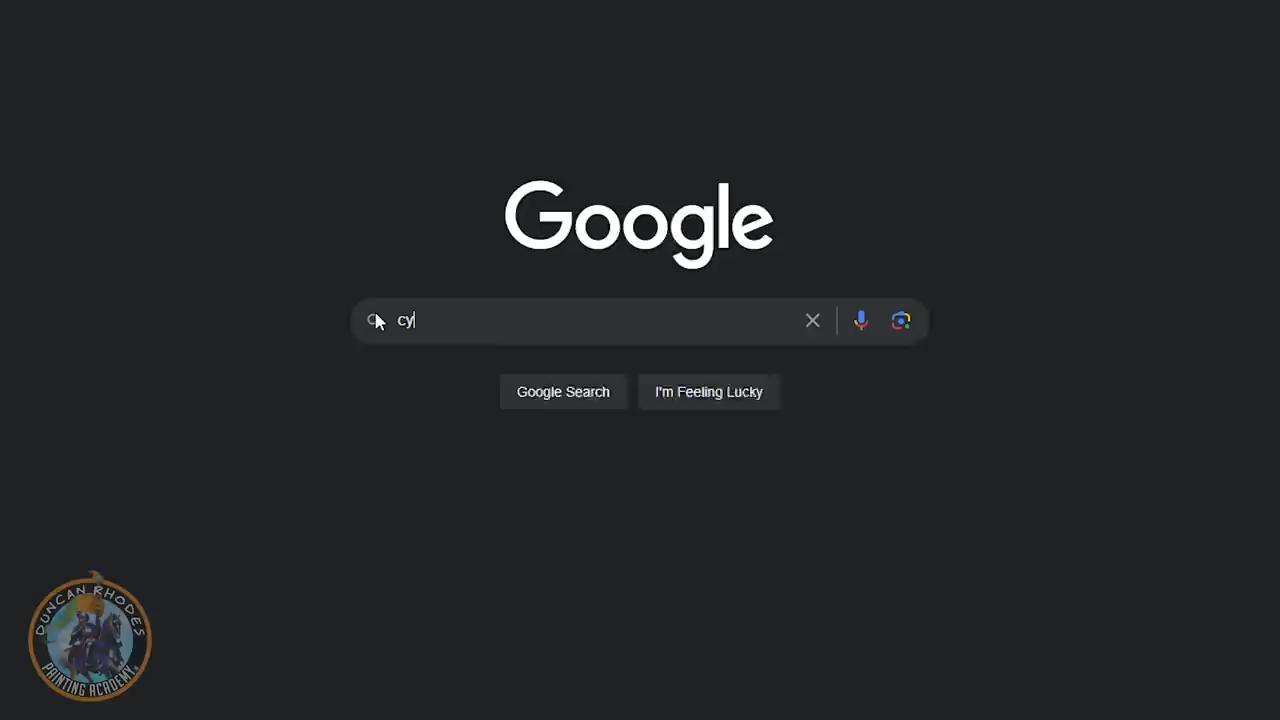 Google
cy
Google Search
I'm Feeling Lucky
DUNCAN RHODES
PAINTING ACADEMY